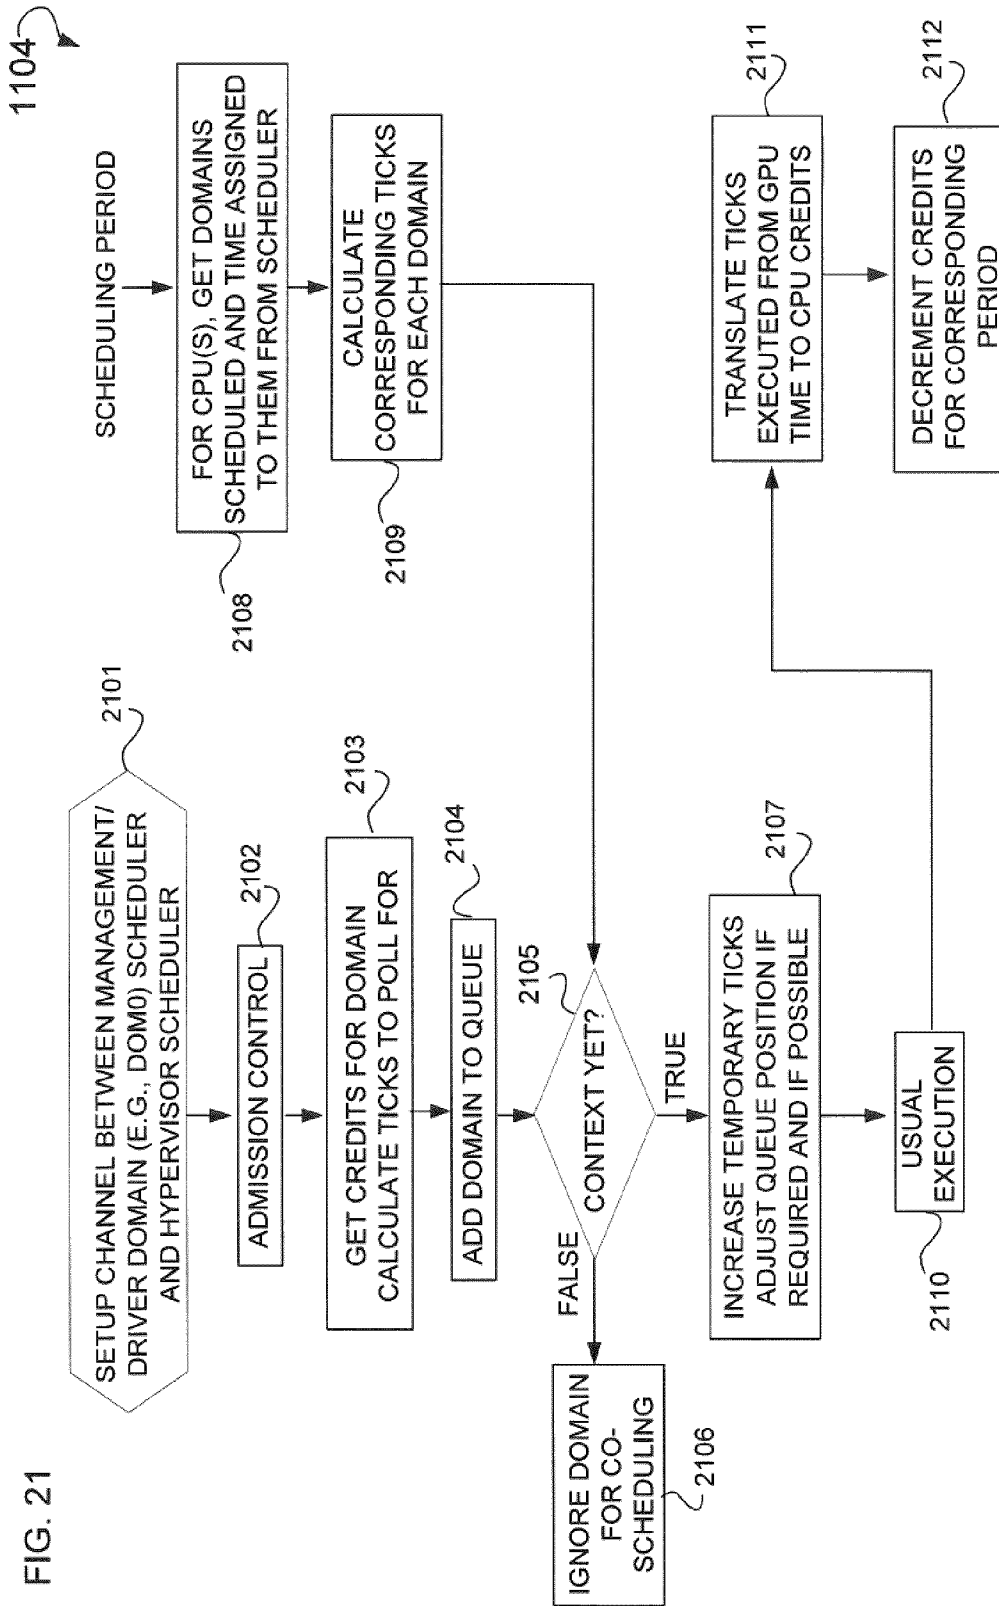 FIG. 21
1104
SETUP CHANNEL BETWEEN MANAGEMENT/
DRIVER DOMAIN (E.G., DOM0) SCHEDULER
AND HYPERVISOR SCHEDULER
2101
ADMISSION CONTROL
2102
GET CREDITS FOR DOMAIN
CALCULATE TICKS TO POLL FOR
2103
ADD DOMAIN TO QUEUE
2104
CONTEXT YET?
2105
FALSE
TRUE
IGNORE DOMAIN
FOR CO-
SCHEDULING
2106
INCREASE TEMPORARY TICKS
ADJUST QUEUE POSITION IF
REQUIRED AND IF POSSIBLE
2107
USUAL
EXECUTION
2110
SCHEDULING PERIOD
FOR CPU(S), GET DOMAINS
SCHEDULED AND TIME ASSIGNED
TO THEM FROM SCHEDULER
2108
CALCULATE
CORRESPONDING TICKS
FOR EACH DOMAIN
2109
TRANSLATE TICKS
EXECUTED FROM GPU
TIME TO CPU CREDITS
2111
DECREMENT CREDITS
FOR CORRESPONDING
PERIOD
2112